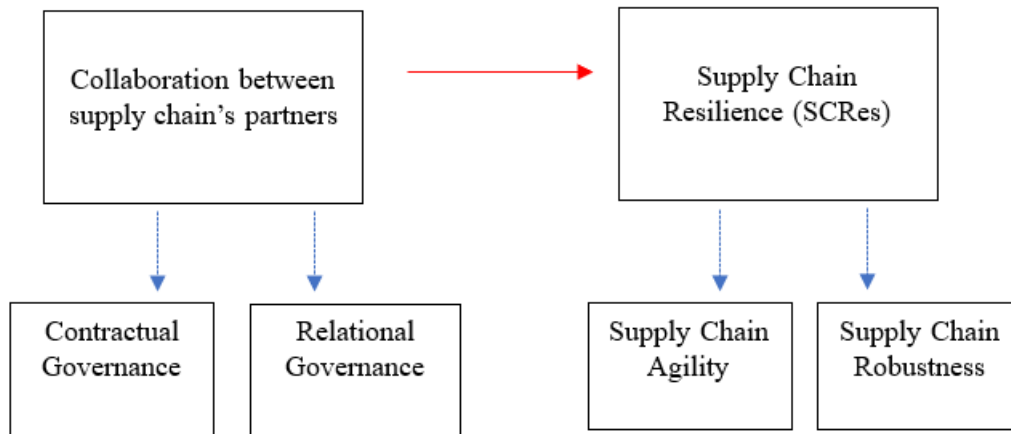 Collaboration between
supply chain’s partners
Supply Chain
Resilience (SCRes)
Contractual
Governance
Relational
Governance
Supply Chain
Agility
Supply Chain
Robustness